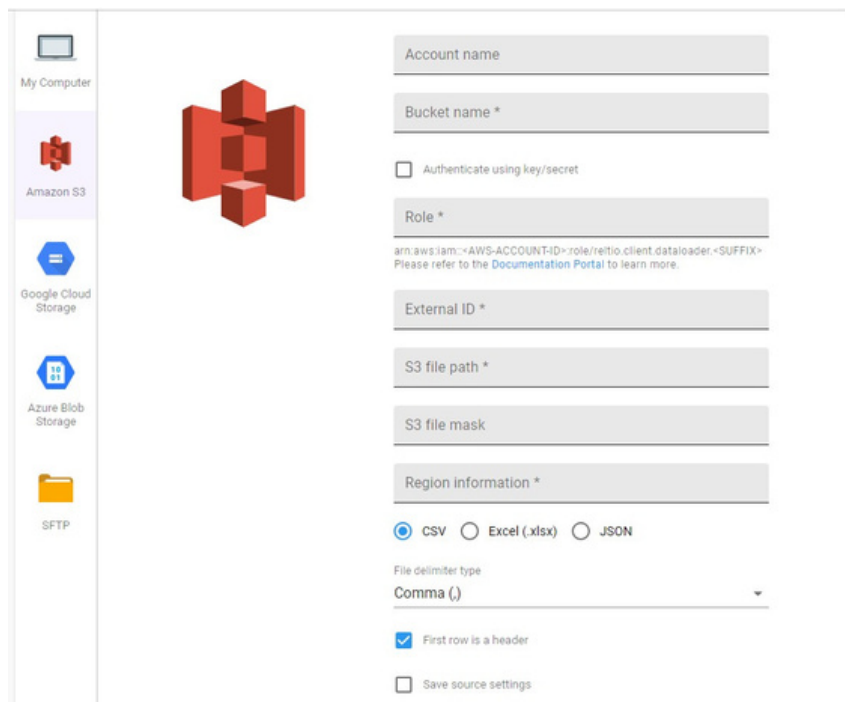 My Computer
Amazon S3
Google Cloud
Storage
10
01
Azure Blob
Storage
SFTP
Account name
Bucket name *
Authenticate using key/secret
Role *
arn:aws:iam::<AWS-ACCOUNT-ID>:role/reltio.client.dataloader.<SUFFIX>
Please refer to the Documentation Portal to learn more.
External ID *
S3 file path *
S3 file mask
Region information *
CSV Excel (.xlsx) JSON
File delimiter type
Comma (,)
First row is a header
Save source settings